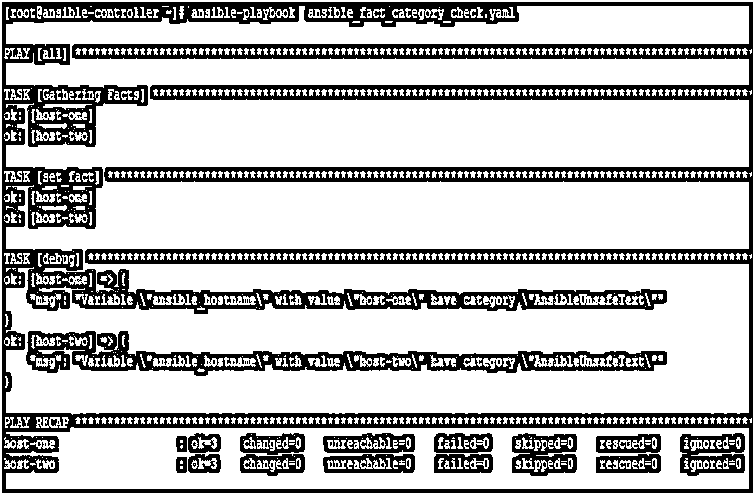 [root@ansible-controller ~]# ansible-playbook ansible_fact_category_check.yaml
PLAY [all] ************************************************************************************
TASK [Gathering Facts] **************************************************************************
ok: [host-one]
ok: [host-two]
TASK [set_fact] ********************************************************************************
ok: [host-one]
ok: [host-two]
TASK [debug] **********************************************************************************
ok: [host-one] => {
"msg": "Variable \"ansible_hostname\" with value \"host-one\" have category \"AnsibleUnsafeText\""
}
ok: [host-two] => {
"msg": "Variable \"ansible_hostname\" with value \"host-two\" have category \"AnsibleUnsafeText\""
}
PLAY RECAP ************************************************************************************
host-one : ok=3 changed=0 unreachable=0 failed=0 skipped=0 rescued=0 ignored=0
host-two : ok=3 changed=0 unreachable=0 failed=0 skipped=0 rescued=0 ignored=0